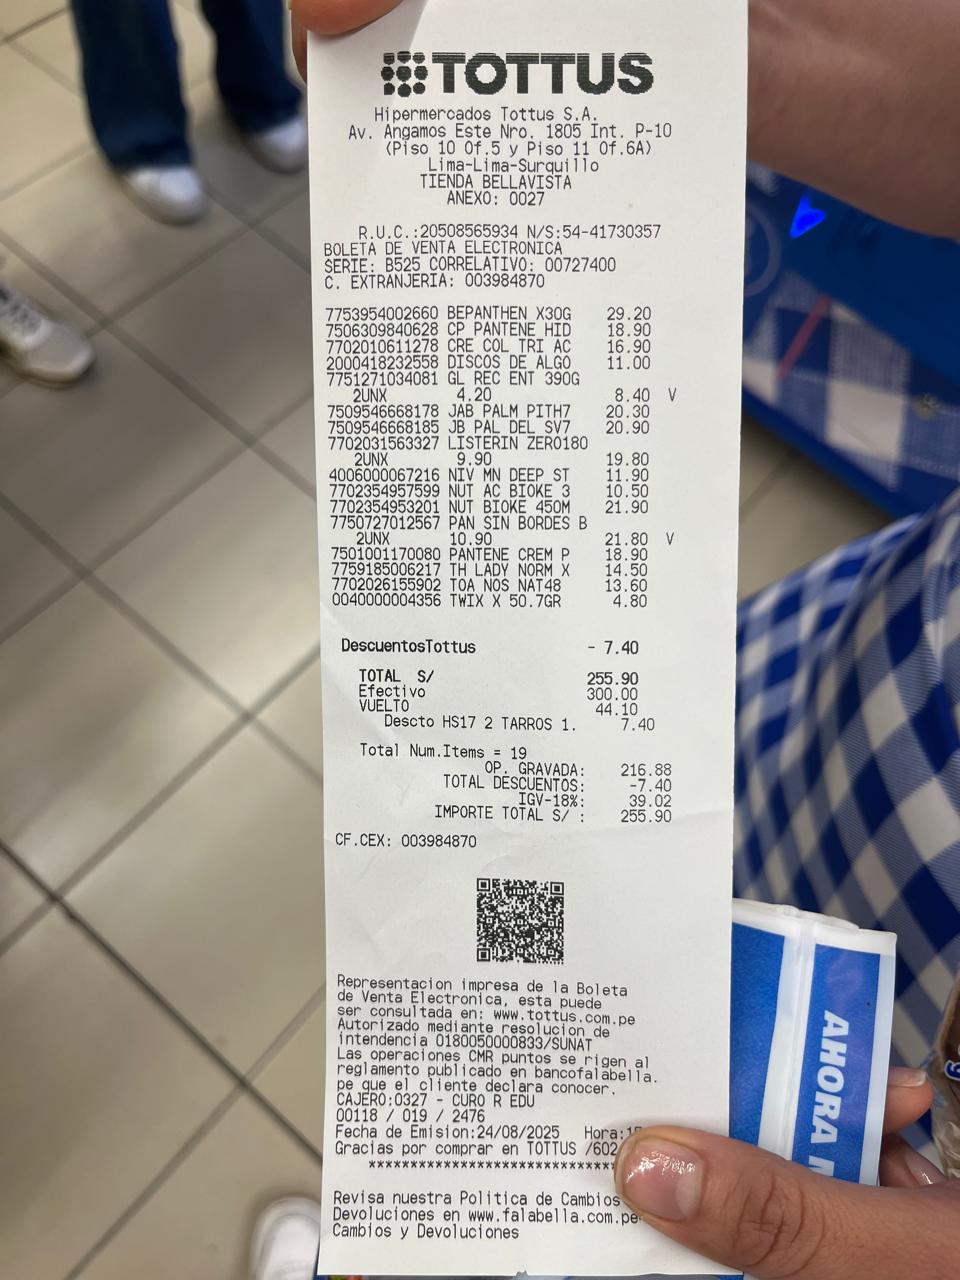 TOTTUS
Hipermercados Tottus S.A.
Av. Angamos Este Nro. 1805 Int. P-10
(Piso 10 Of.5 y Piso 11 Of.6A)
Lima-Lima-Surquillo
TIENDA BELLAVISTA
ANEXO: 0027
R.U.C.:20508565934 N/S:54-41730357
BOLETA DE VENTA ELECTRONICA
SERIE: B525 CORRELATIVO: 00727400
C. EXTRANJERIA: 003984870
7753954002660 BEPANTHEN X30G 29.20
7506309840628 CP PANTENE HID 18.90
7702010611278 CRE COL TRI AC 16.90
2000418232558 DISCOS DE ALGO 11.00
7751271034081 GL REC ENT 390G
2UNX 4.20 8.40 V
7509546668178 JAB PALM PITH7 20.30
7509546668185 JB PAL DEL SV7 20.90
7702031563327 LISTERIN ZERO180
2UNX 9.90 19.80
4006000067216 NIV MN DEEP ST 11.90
7702354957599 NUT AC BIOKE 3 10.50
7702354953201 NUT BIOKE 450M 21.90
7750727012567 PAN SIN BORDES B
2UNX 10.90 21.80 V
7501001170080 PANTENE CREM P 18.90
7759185006217 TH LADY NORM X 14.50
7702026155902 TOA NOS NAT48 13.60
0040000004356 TWIX X 50.7GR 4.80
DescuentosTottus - 7.40
TOTAL S/ 255.90
Efectivo 300.00
VUELTO 44.10
Descto HS17 2 TARROS 1. 7.40
Total Num.Items = 19
OP. GRAVADA: 216.88
TOTAL DESCUENTOS: -7.40
IGV-18%: 39.02
IMPORTE TOTAL S/ : 255.90
CF.CEX: 003984870
Representacion impresa de la Boleta
de Venta Electronica, esta puede
ser consultada en: www.tottus.com.pe
Autorizado mediante resolucion de
intendencia 0180050000833/SUNAT
Las operaciones CMR puntos se rigen al
reglamento publicado en bancofalabella.
pe que el cliente declara conocer.
CAJERO:0327 - CURO R EDU
00118 / 019 / 2476
Fecha de Emision:24/08/2025 Hora:
Gracias por comprar en TOTTUS /602
******************************
Revisa nuestra Politica de Cambios
Devoluciones en www.falabella.com.pe
Cambios y Devoluciones
AHORA